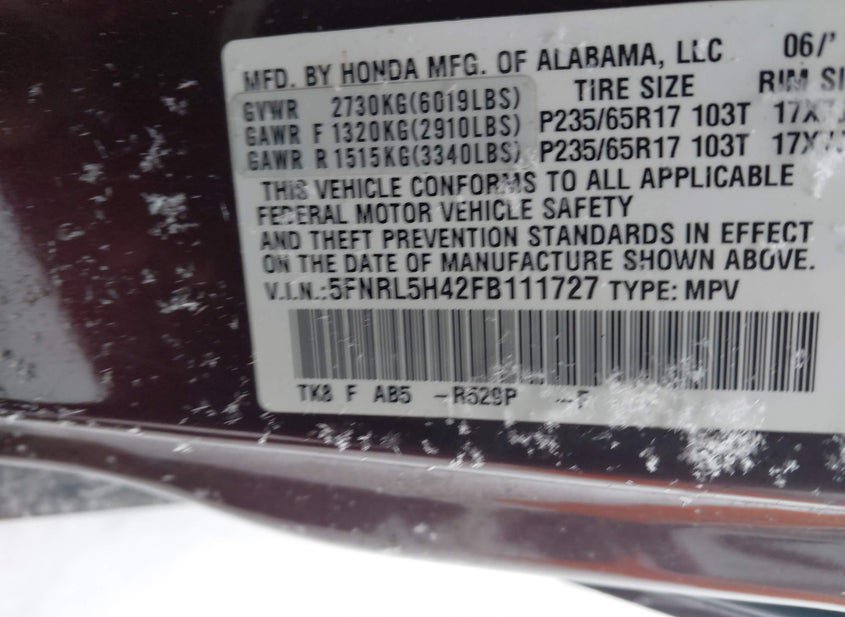 MFD. BY HONDA MFG. OF ALABAMA, LLC 06/'
TIRE SIZE RIM SI
GVWR 2730KG(6019LBS)
GAWR F 1320KG(2910LBS) P235/65R17 103T
GAWR R 1515KG(3340LBS) P235/65R17 103T
THIS VEHICLE CONFORMS TO ALL APPLICABLE
FEDERAL MOTOR VEHICLE SAFETY
AND THEFT PREVENTION STANDARDS IN EFFECT
ON THE DATE OF MANUFACTURE SHOWN ABOVE.
V.I.N.:5FNRL5H42FB111727 TYPE: MPV
TK8 F AB5 -R529P --F